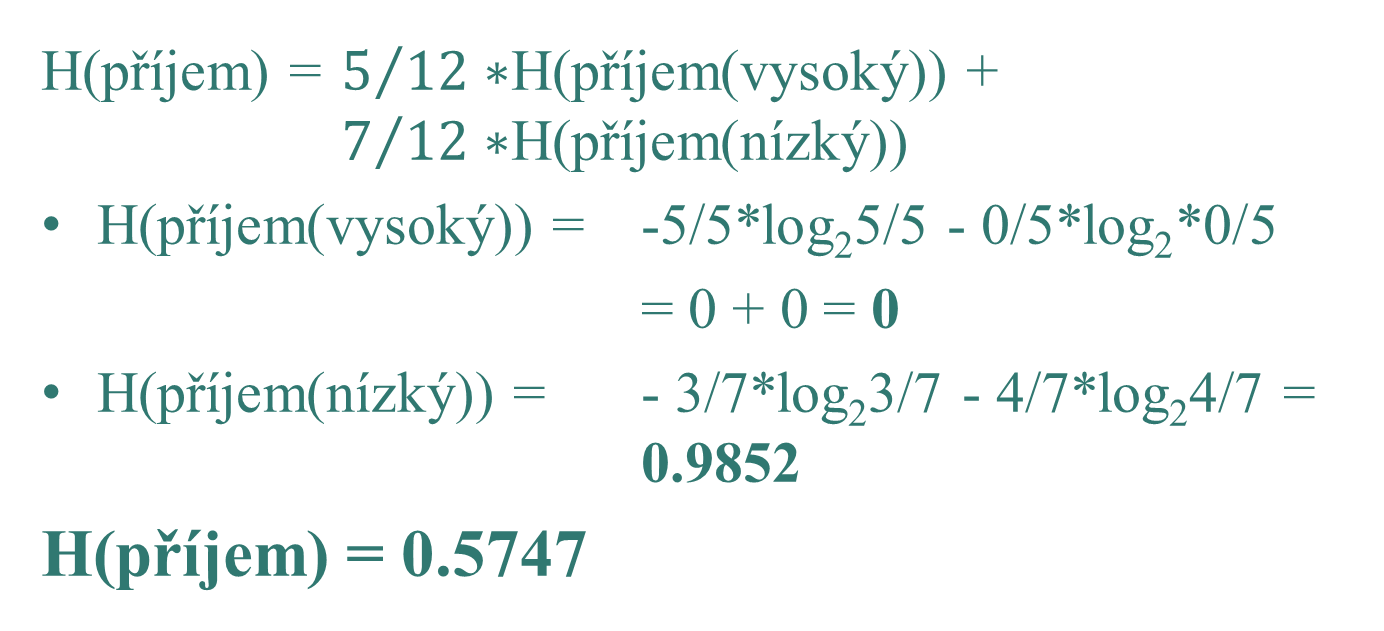 H(příjem) = 5/12 *H(příjem(vysoký)) +
7/12 *H(příjem(nízký))
• H(příjem(vysoký)) = -5/5*log₂5/5 - 0/5*log₂*0/5
= 0 + 0 = 0
• H(příjem(nízký)) = - 3/7*log₂3/7 - 4/7*log₂4/7 =
0.9852
H(příjem) = 0.5747